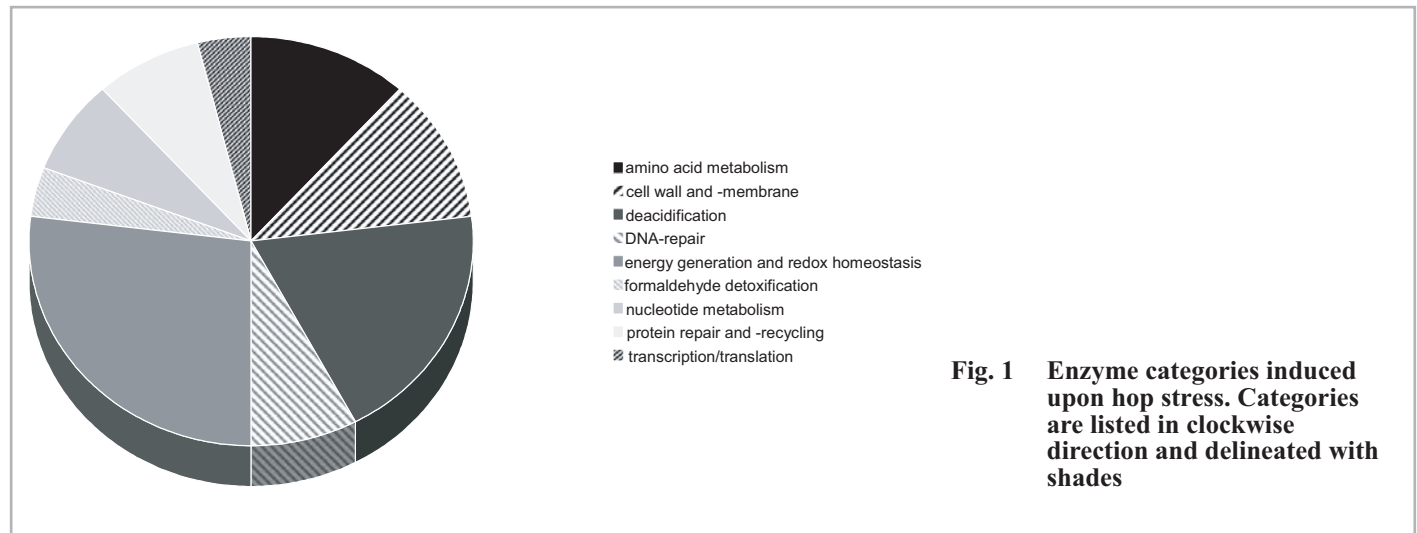 amino acid metabolism
cell wall and -membrane
deacidification
DNA-repair
energy generation and redox homeostasis
formaldehyde detoxification
nucleotide metabolism
protein repair and -recycling
transcription/translation
Fig. 1 Enzyme categories induced
upon hop stress. Categories
are listed in clockwise
direction and delineated with
shades